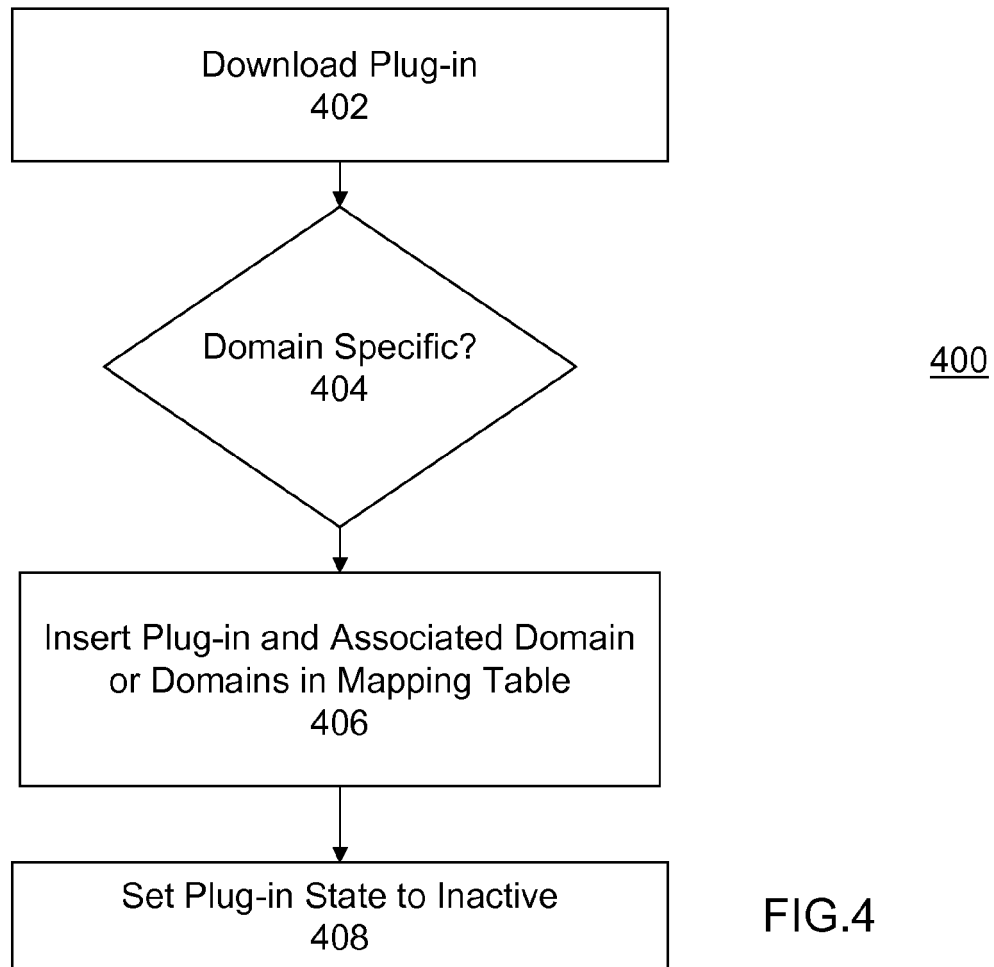 Download Plug-in
402
Domain Specific?
404
400
Insert Plug-in and Associated Domain
or Domains in Mapping Table
406
Set Plug-in State to Inactive
408
FIG.4